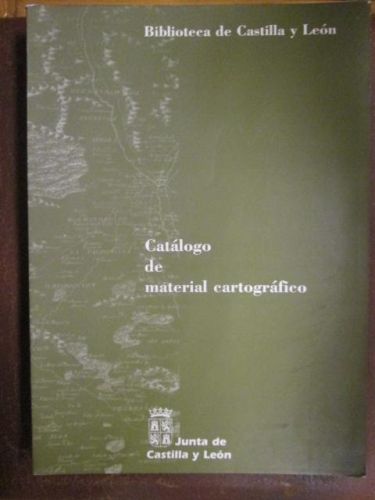 Biblioteca de Castilla y León
Catálogo
de
material cartográfico
Junta de
Castilla y León